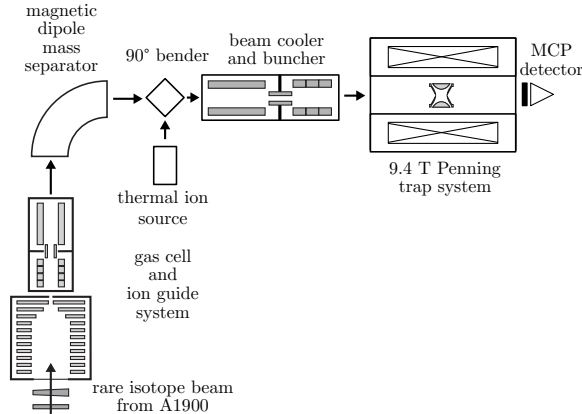 magnetic
dipole
mass
separator
90° bender
beam cooler
and buncher
MCP
detector
9.4 T Penning
trap system
thermal ion
source
gas cell
and
ion guide
system
rare isotope beam
from A1900